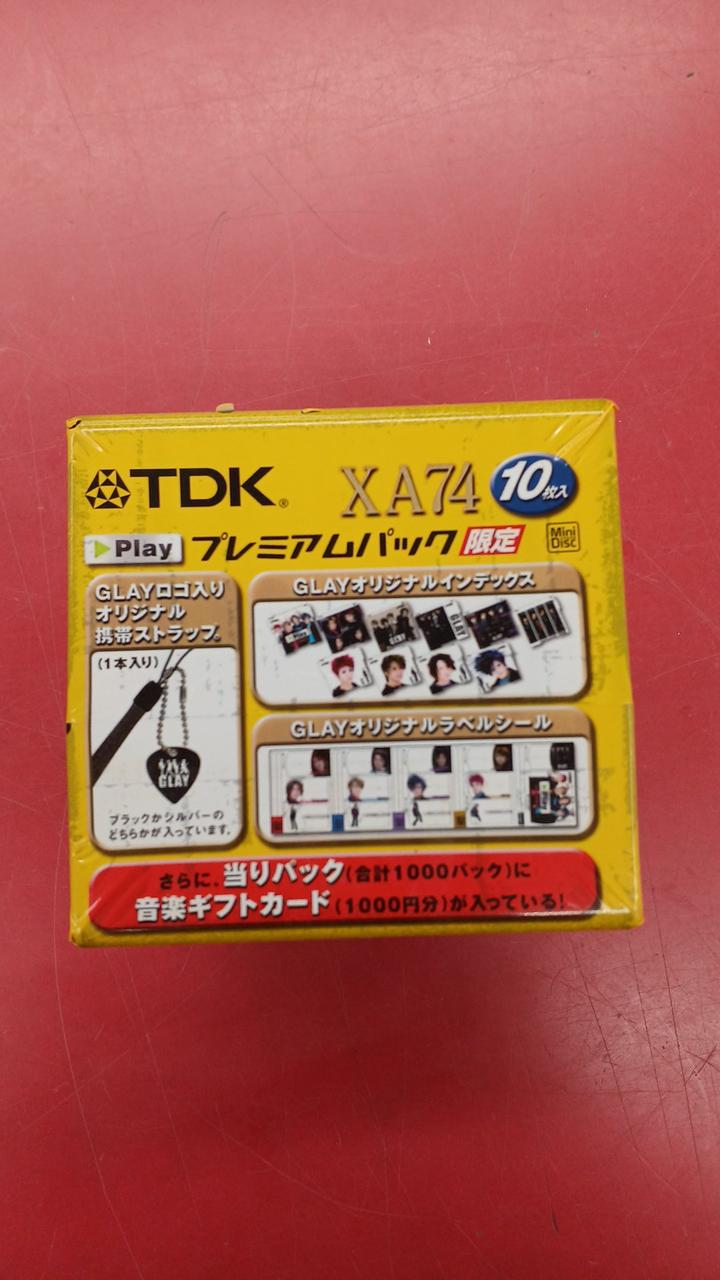 TDK®
XA74 10枚入
Play プレミアムパック 限定 Mini Disc
GLAYロゴ入り
オリジナル
携帯ストラップ。
(1本入り)
GLAY
ブラックかシルバーの
どちらかが入っています。
GLAYオリジナルインデックス
GLAY
GLAYオリジナルラベルシール
さらに、当りパック(合計1000パック)に
音楽ギフトカード(1000円分)が入っている!